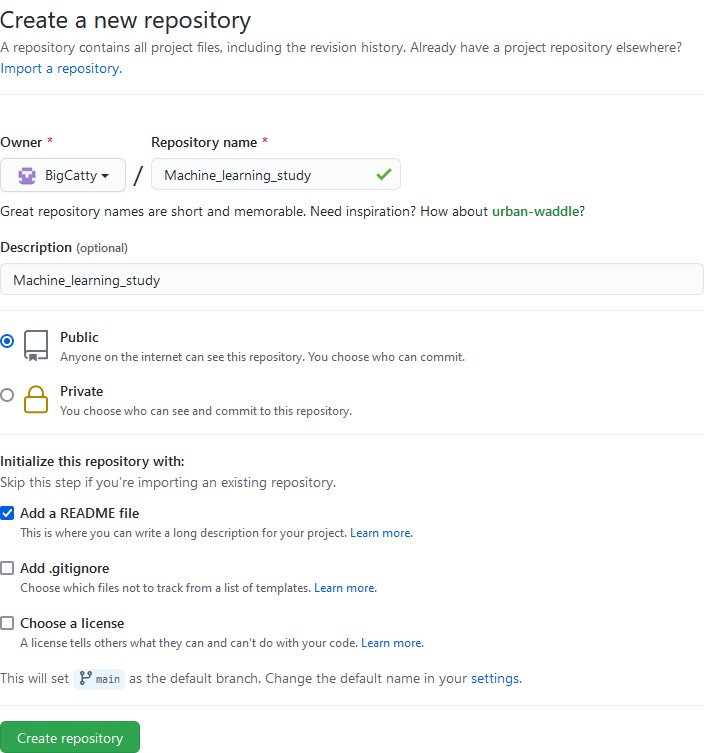 Create a new repository
A repository contains all project files, including the revision history. Already have a project repository elsewhere?
Import a repository.
Owner *
Repository name *
BigCatty
/
Machine_learning_study
Great repository names are short and memorable. Need inspiration? How about urban-waddle?
Description (optional)
Machine_learning_study
Public
Anyone on the internet can see this repository. You choose who can commit.
Private
You choose who can see and commit to this repository.
Initialize this repository with:
Skip this step if you're importing an existing repository.
Add a README file
This is where you can write a long description for your project. Learn more.
Add .gitignore
Choose which files not to track from a list of templates. Learn more.
Choose a license
A license tells others what they can and can't do with your code. Learn more.
This will set main as the default branch. Change the default name in your settings.
Create repository